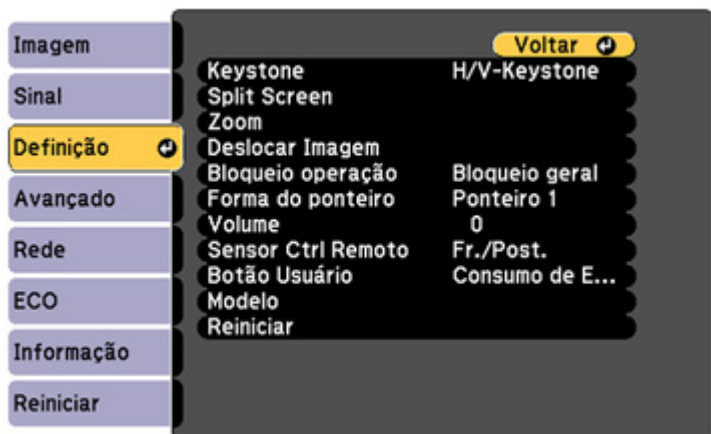 Imagem
Sinal
Definição
Avançado
Rede
ECO
Informação
Reiniciar
Voltar
Keystone H/V-Keystone
Split Screen
Zoom
Deslocar Imagem
Bloqueio operação Bloqueio geral
Forma do ponteiro Ponteiro 1
Volume 0
Sensor Ctrl Remoto Fr./Post.
Botão Usuário Consumo de E...
Modelo
Reiniciar